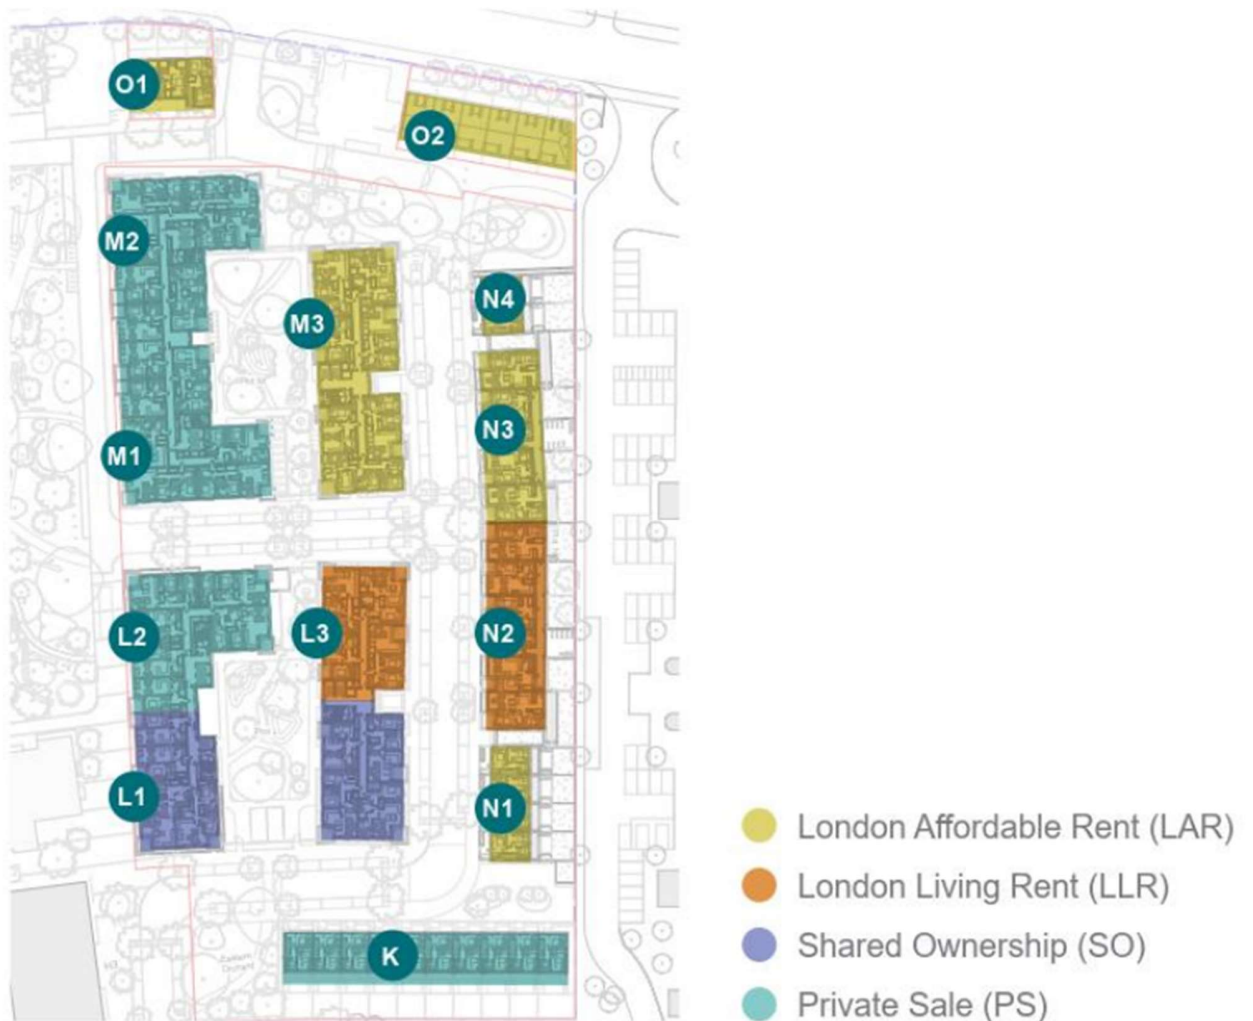 O1
O2
M2
N4
M3
N3
M1
L2
L3
N2
L1
N1
K
London Affordable Rent (LAR)
London Living Rent (LLR)
Shared Ownership (SO)
Private Sale (PS)